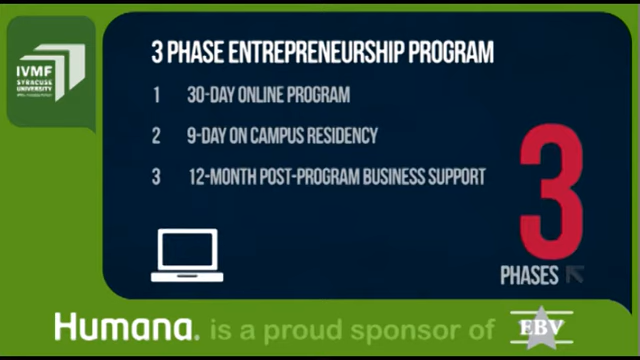 IVMF
SYRACUSE
UNIVERSITY
3 PHASE ENTREPRENEURSHIP PROGRAM
1 30-DAY ONLINE PROGRAM
2 9-DAY ON CAMPUS RESIDENCY
3 12-MONTH POST-PROGRAM BUSINESS SUPPORT
3
PHASES
Humana. is a proud sponsor of EBV